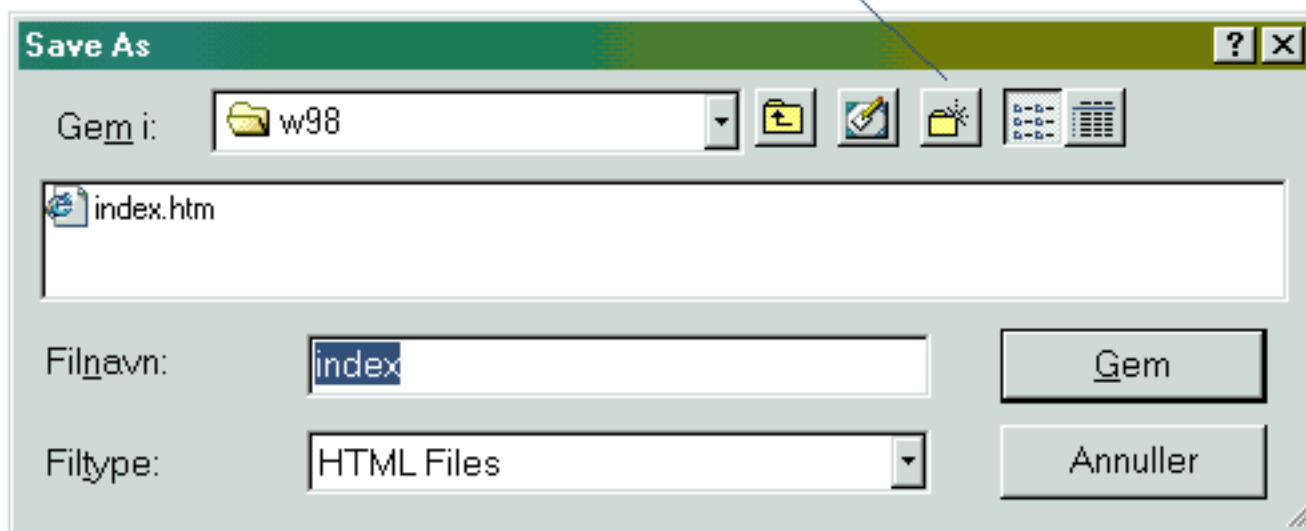 Save As
Gem i: w98
index.htm
Filnavn: index Gem
Filtype: HTML Files Annuller